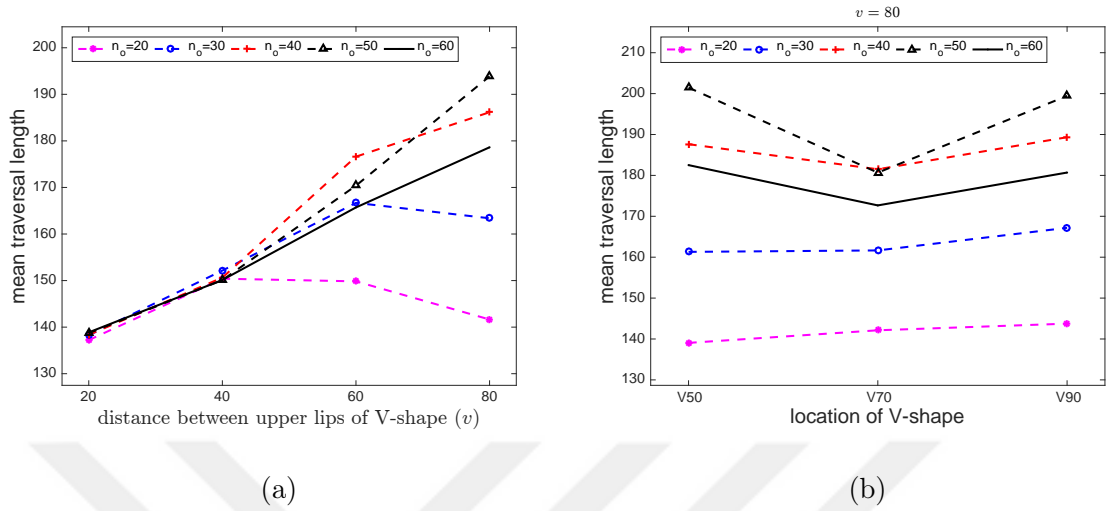 n_o=20 n_o=30 n_o=40 n_o=50 n_o=60
200
190
180
170
160
150
140
130
mean traversal length
20 40 60 80
distance between upper lips of V-shape (v)
(a)
v = 80
n_o=20 n_o=30 n_o=40 n_o=50 n_o=60
210
200
190
180
170
160
150
140
130
mean traversal length
V50 V70 V90
location of V-shape
(b)